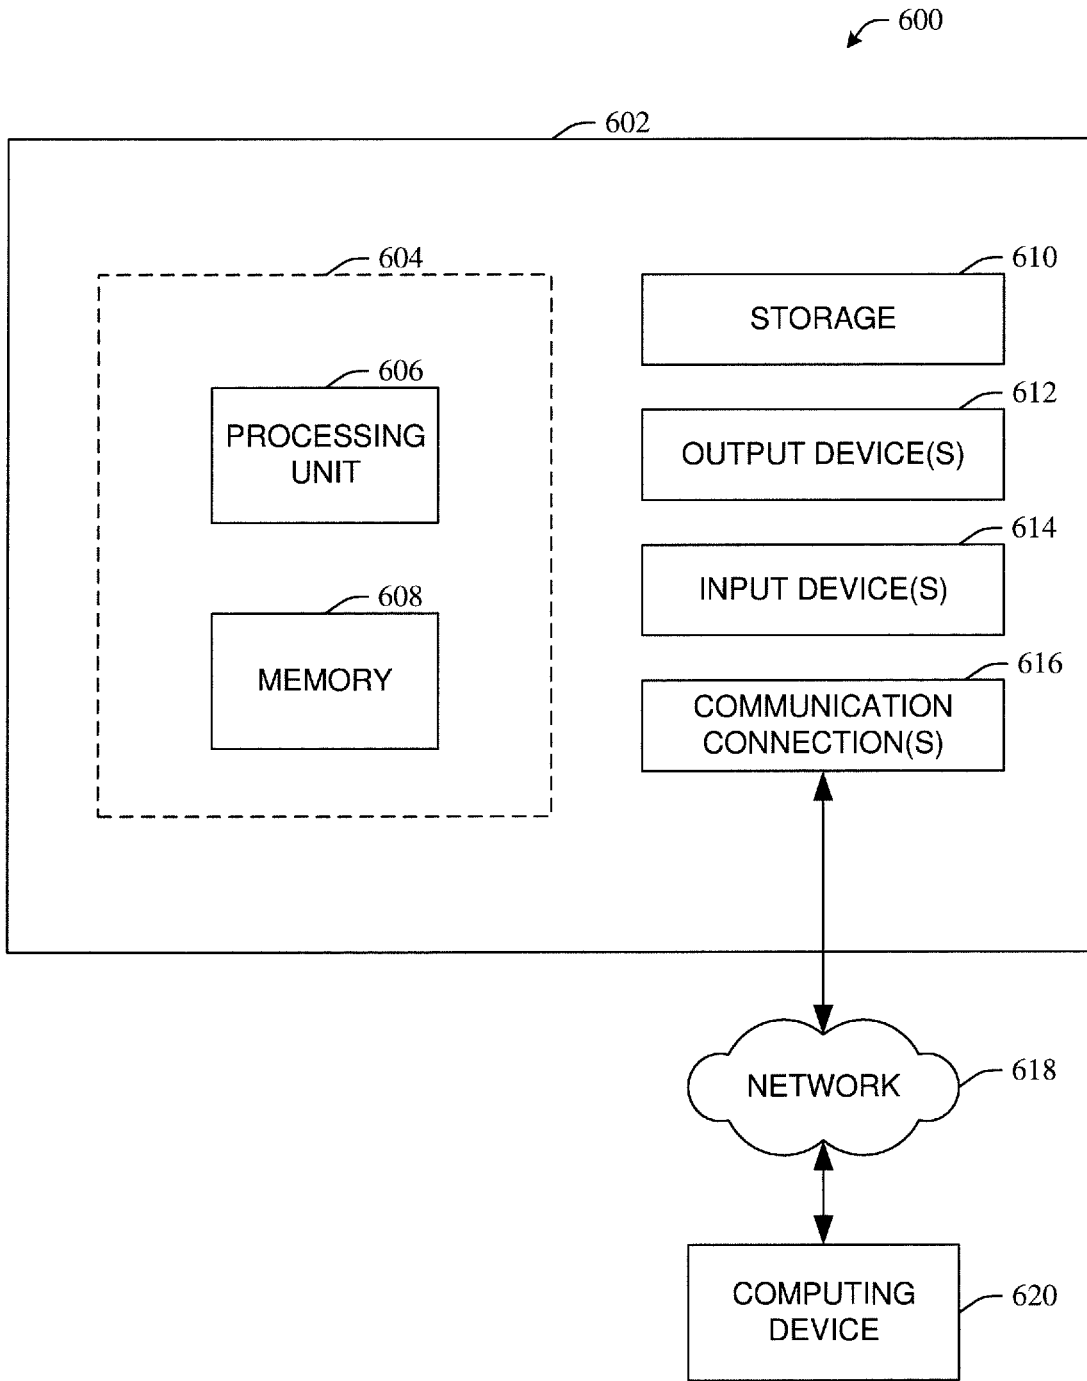 600
602
604
610
STORAGE
606
612
PROCESSING
UNIT
OUTPUT DEVICE(S)
614
INPUT DEVICE(S)
608
616
MEMORY
COMMUNICATION
CONNECTION(S)
NETWORK
618
COMPUTING
DEVICE
620